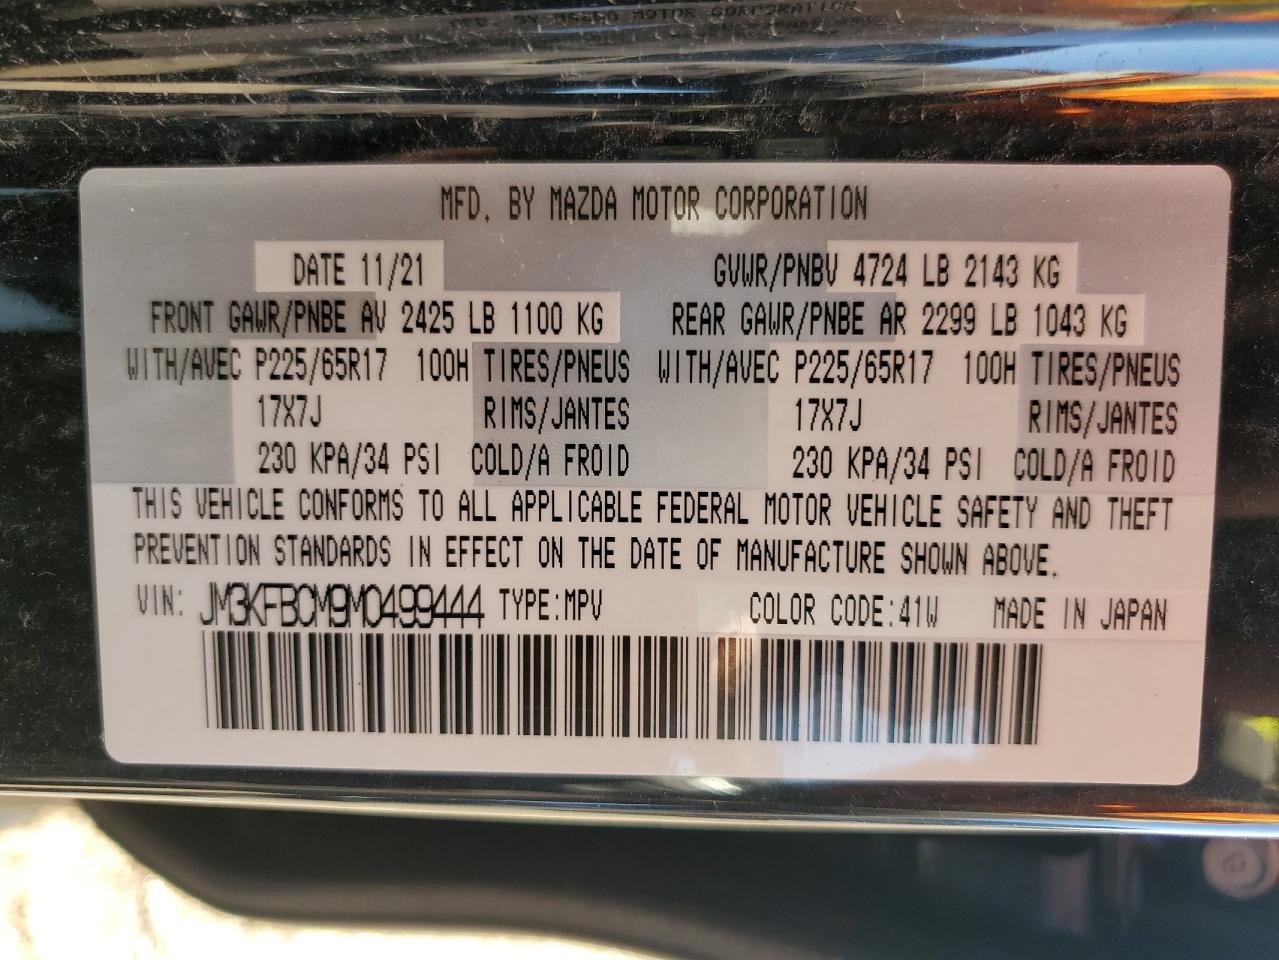 MFD. BY MAZDA MOTOR CORPORATION
DATE 11/21 GVWR/PNBV 4724 LB 2143 KG
FRONT GAWR/PNBE AV 2425 LB 1100 KG REAR GAWR/PNBE AR 2299 LB 1043 KG
WITH/AVEC P225/65R17 100H TIRES/PNEUS WITH/AVEC P225/65R17 100H TIRES/PNEUS
17X7J RIMS/JANTES 17X7J RIMS/JANTES
230 KPA/34 PSI COLD/A FROID 230 KPA/34 PSI COLD/A FROID
THIS VEHICLE CONFORMS TO ALL APPLICABLE FEDERAL MOTOR VEHICLE SAFETY AND THEFT
PREVENTION STANDARDS IN EFFECT ON THE DATE OF MANUFACTURE SHOWN ABOVE.
VIN: JM3KFBCM9M0499444 TYPE:MPV COLOR CODE:41W MADE IN JAPAN